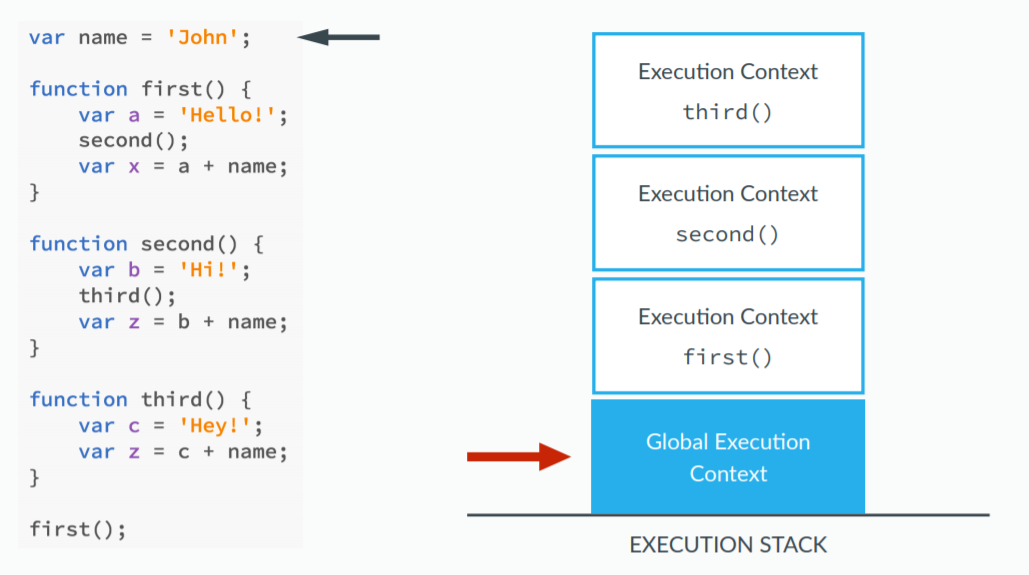 var name = 'John';
function first() {
var a = 'Hello!';
second();
var x = a + name;
}
function second() {
var b = 'Hi!';
third();
var z = b + name;
}
function third() {
var c = 'Hey!';
var z = c + name;
}
first();
Execution Context
third()
Execution Context
second()
Execution Context
first()
Global Execution
Context
EXECUTION STACK